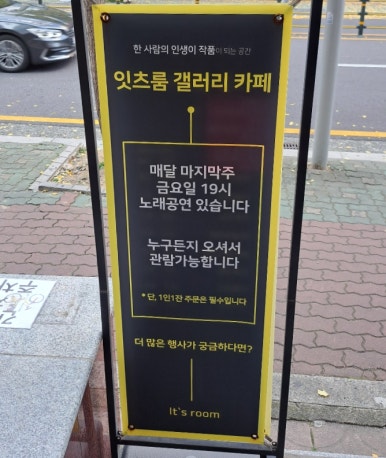 한 사람의 인생이 작품이 되는 공간
잇츠룸 갤러리 카페
매달 마지막주
금요일 19시
노래공연 있습니다
누구든지 오셔서
관람가능합니다
* 단, 1인1잔 주문은 필수입니다
더 많은 행사가 궁금하다면?
It's room